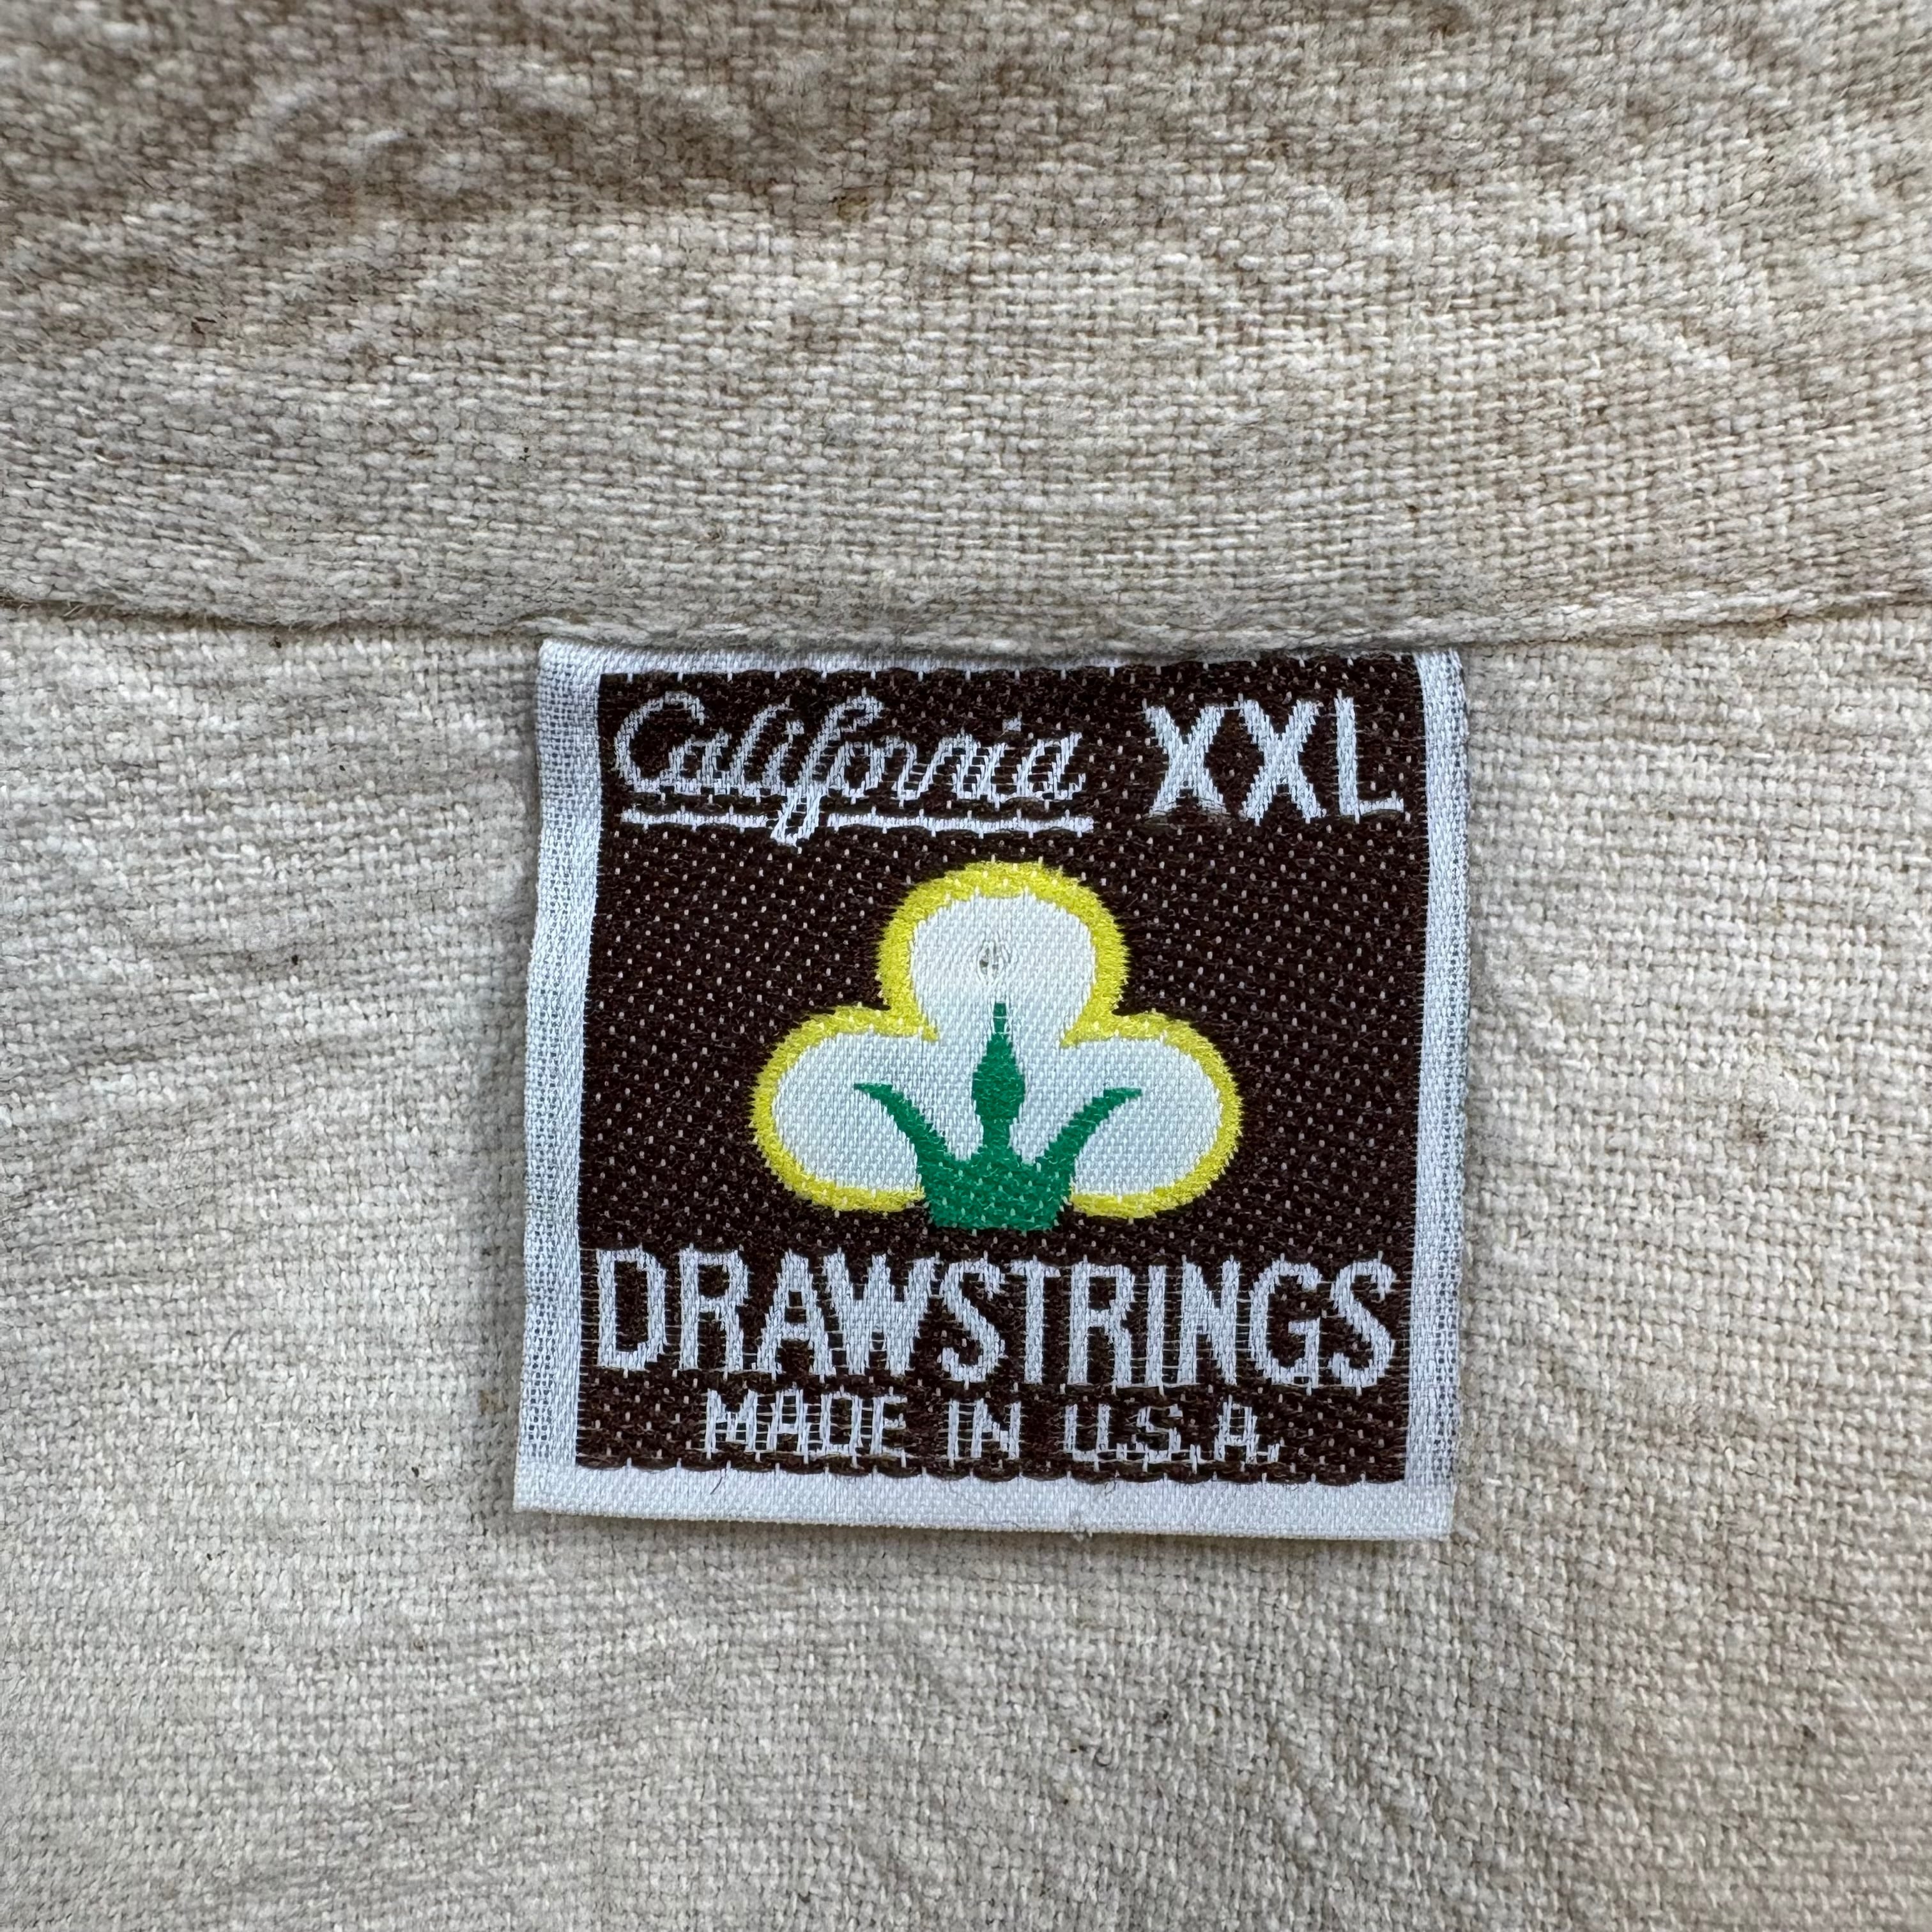 California XXL
DRAWSTRINGS
MADE IN U.S.A.